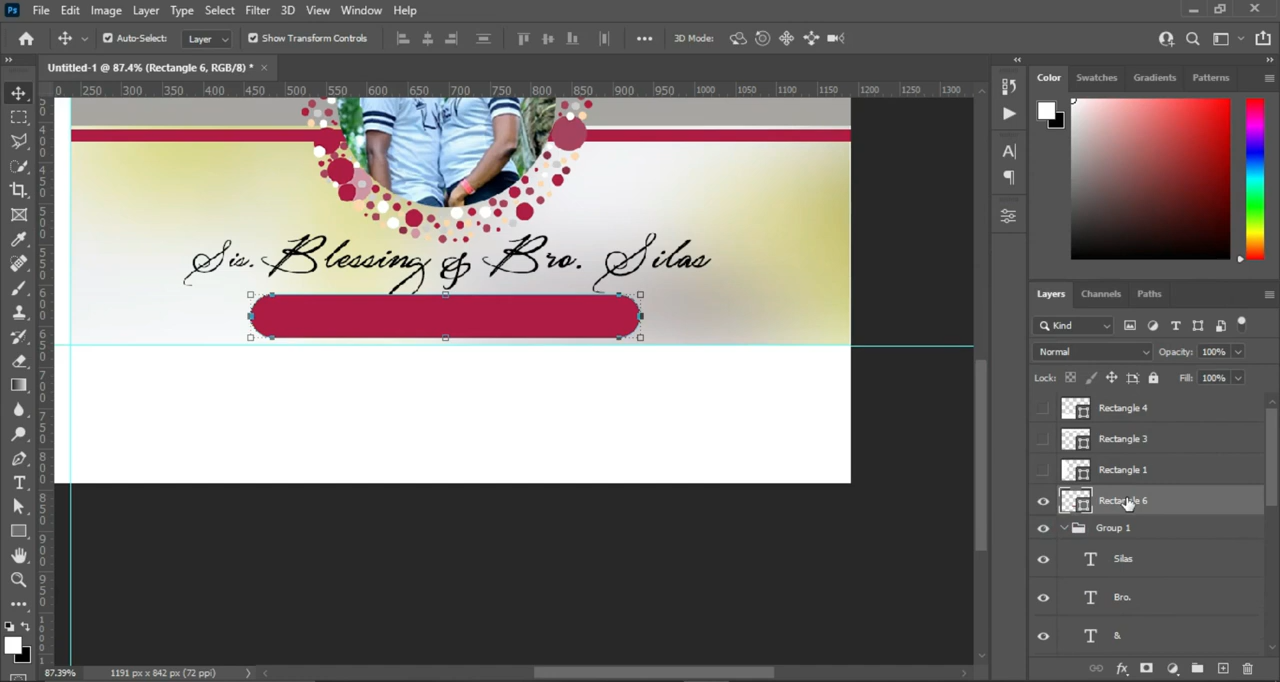 Ps File Edit Image Layer Type Select Filter 3D View Window Help
Auto-Select: Layer Show Transform Controls 3D Mode:
Untitled-1 @ 87.4% (Rectangle 6, RGB/8) *
0 250 300 350 400 450 500 550 600 650 700 750 800 850 900 950 1000 1050 1100 1150 1200 1250 1300
Sis. Blessing & Bro. Silas
87.39% 1191 px x 842 px (72 ppi)
Color Swatches Gradients Patterns
Layers Channels Paths
Kind
Normal Opacity: 100%
Lock: Fill: 100%
Rectangle 4
Rectangle 3
Rectangle 1
Rectangle 6
Group 1
T Silas
T Bro.
T &